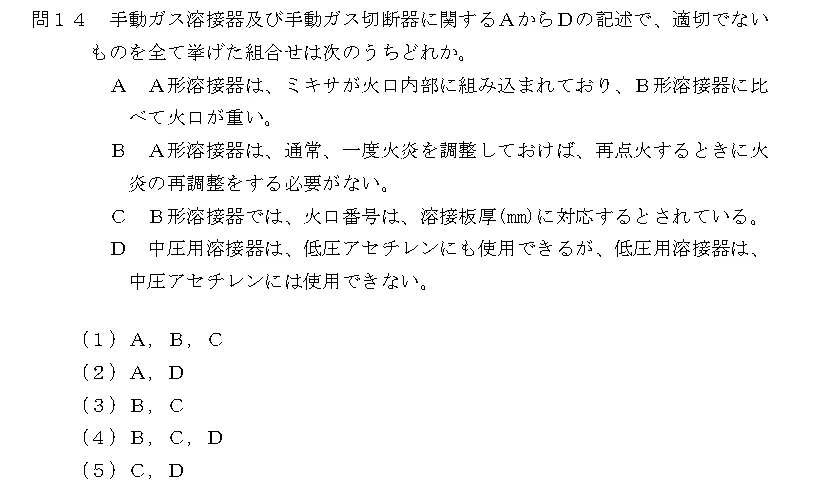 問１４　手動ガス溶接器及び手動ガス切断器に関するＡからＤの記述で、適切でない
ものを全て挙げた組合せは次のうちどれか。
Ａ　Ａ形溶接器は、ミキサが火口内部に組み込まれており、Ｂ形溶接器に比
べて火口が重い。
Ｂ　Ａ形溶接器は、通常、一度火炎を調整しておけば、再点火するときに火
炎の再調整をする必要がない。
Ｃ　Ｂ形溶接器では、火口番号は、溶接板厚(㎜)に対応するとされている。
Ｄ　中圧用溶接器は、低圧アセチレンにも使用できるが、低圧用溶接器は、
中圧アセチレンには使用できない。
(１) Ａ，Ｂ，Ｃ
(２) Ａ，Ｄ
(３) Ｂ，Ｃ
(４) Ｂ，Ｃ，Ｄ
(５) Ｃ，Ｄ